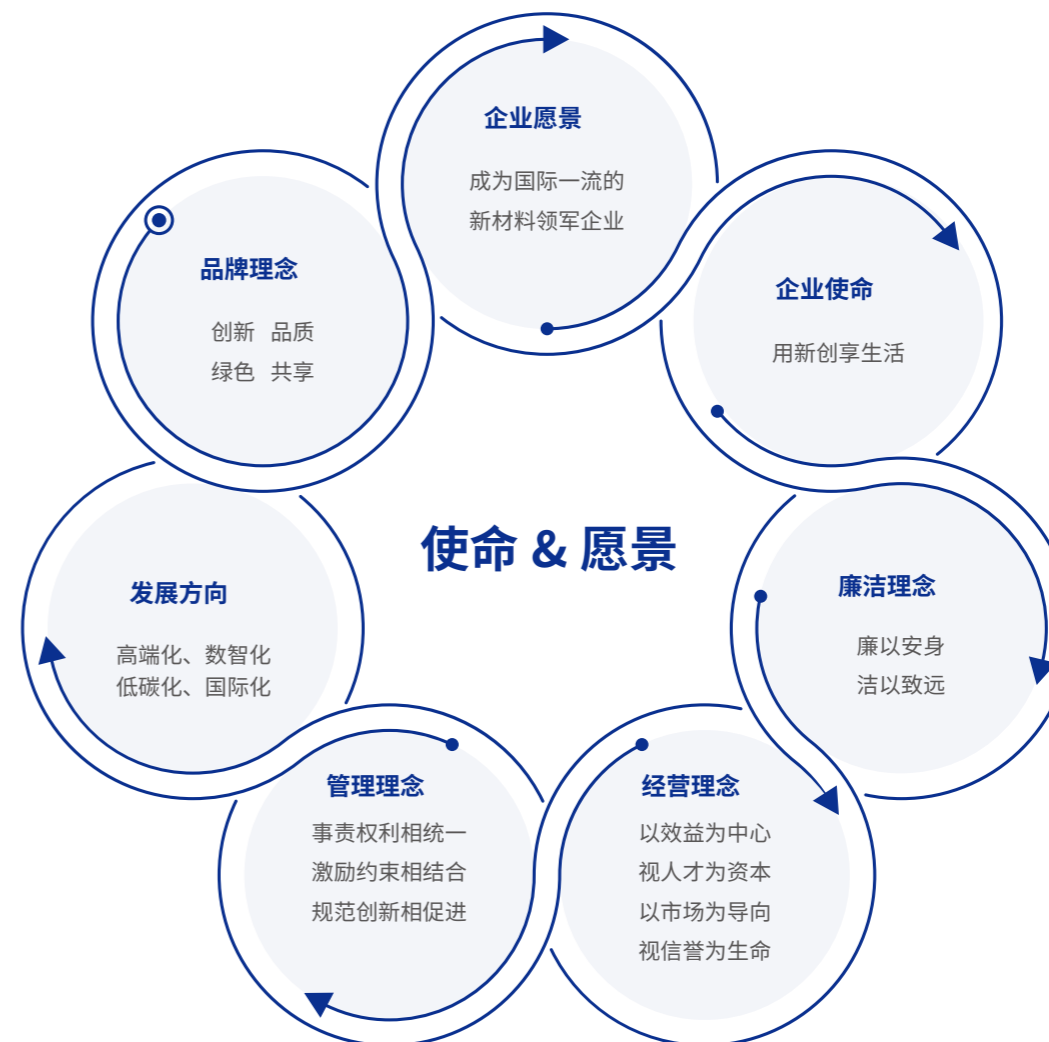 企业愿景
成为国际一流的
新材料领军企业
企业使命
用新创享生活
廉洁理念
廉以安身
洁以致远
经营理念
以效益为中心
视人才为资本
以市场为导向
视信誉为生命
管理理念
事责权利相统一
激励约束相结合
规范创新相促进
发展方向
高端化、数智化
低碳化、国际化
品牌理念
创新 品质
绿色 共享
使命 & 愿景